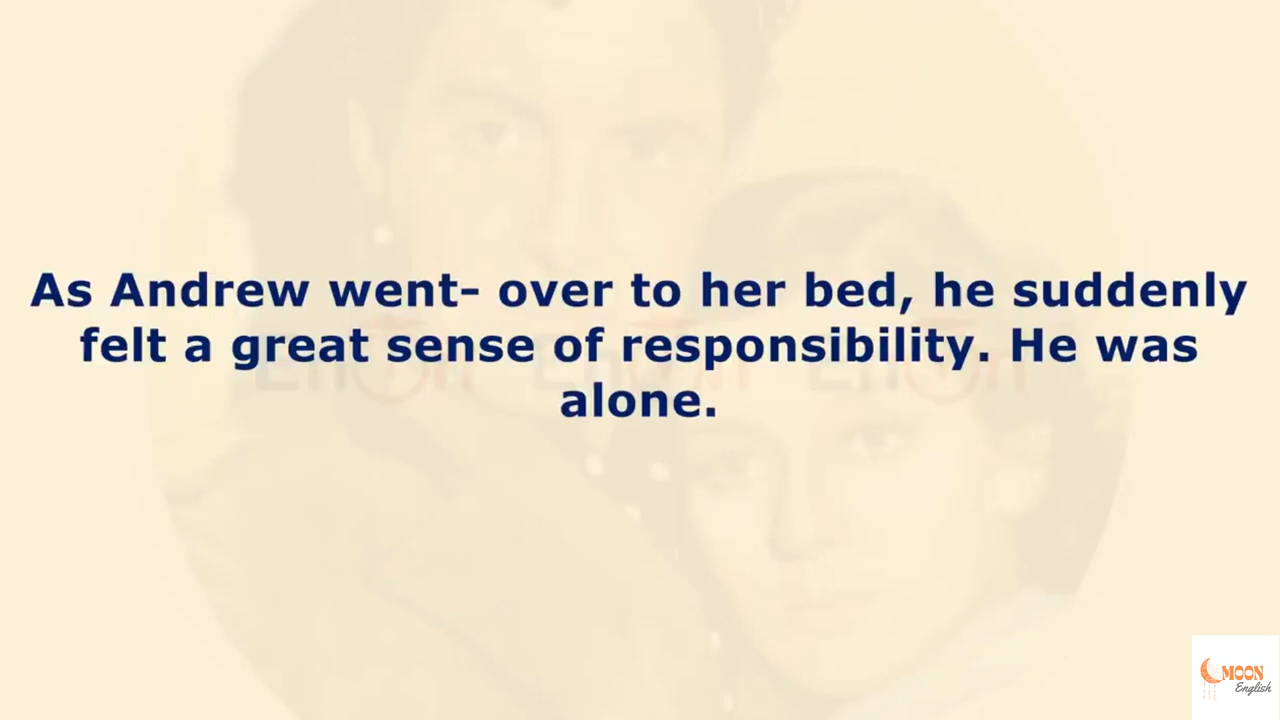 As Andrew went- over to her bed, he suddenly
felt a great sense of responsibility. He was
alone.
MOON
English